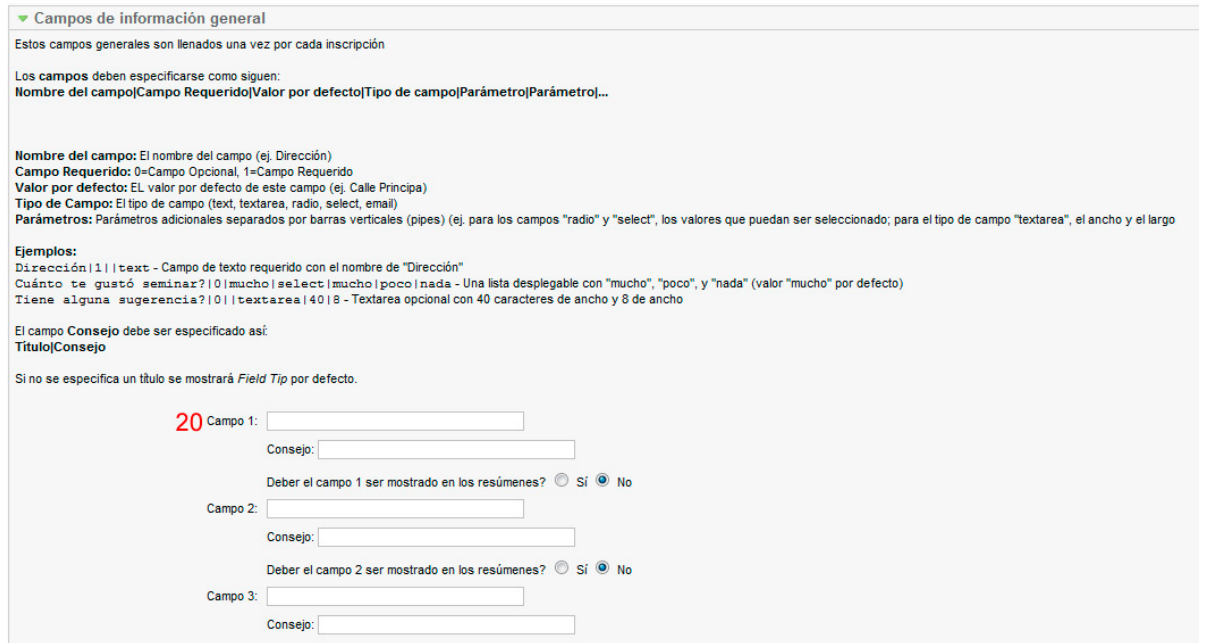 Campos de información general
Estos campos generales son llenados una vez por cada inscripción
Los campos deben especificarse como siguen:
Nombre del campo|Campo Requerido|Valor por defecto|Tipo de campo|Parámetro|Parámetro|...
Nombre del campo: El nombre del campo (ej. Dirección)
Campo Requerido: 0=Campo Opcional, 1=Campo Requerido
Valor por defecto: EL valor por defecto de este campo (ej. Calle Principa)
Tipo de Campo: El tipo de campo (text, textarea, radio, select, email)
Parámetros: Parámetros adicionales separados por barras verticales (pipes) (ej. para los campos "radio" y "select", los valores que puedan ser seleccionado; para el tipo de campo "textarea", el ancho y el largo
Ejemplos:
Dirección|1||text - Campo de texto requerido con el nombre de "Dirección"
Cuánto te gustó seminar?|0|mucho|select|mucho|poco|nada - Una lista desplegable con "mucho", "poco", y "nada" (valor "mucho" por defecto)
Tiene alguna sugerencia?|0||textarea|40|8 - Textarea opcional con 40 caracteres de ancho y 8 de ancho
El campo Consejo debe ser especificado así:
Título|Consejo
Si no se especifica un título se mostrará Field Tip por defecto.
20 Campo 1:
Consejo:
Deber el campo 1 ser mostrado en los resúmenes? Sí No
Campo 2:
Consejo:
Deber el campo 2 ser mostrado en los resúmenes? Sí No
Campo 3:
Consejo: